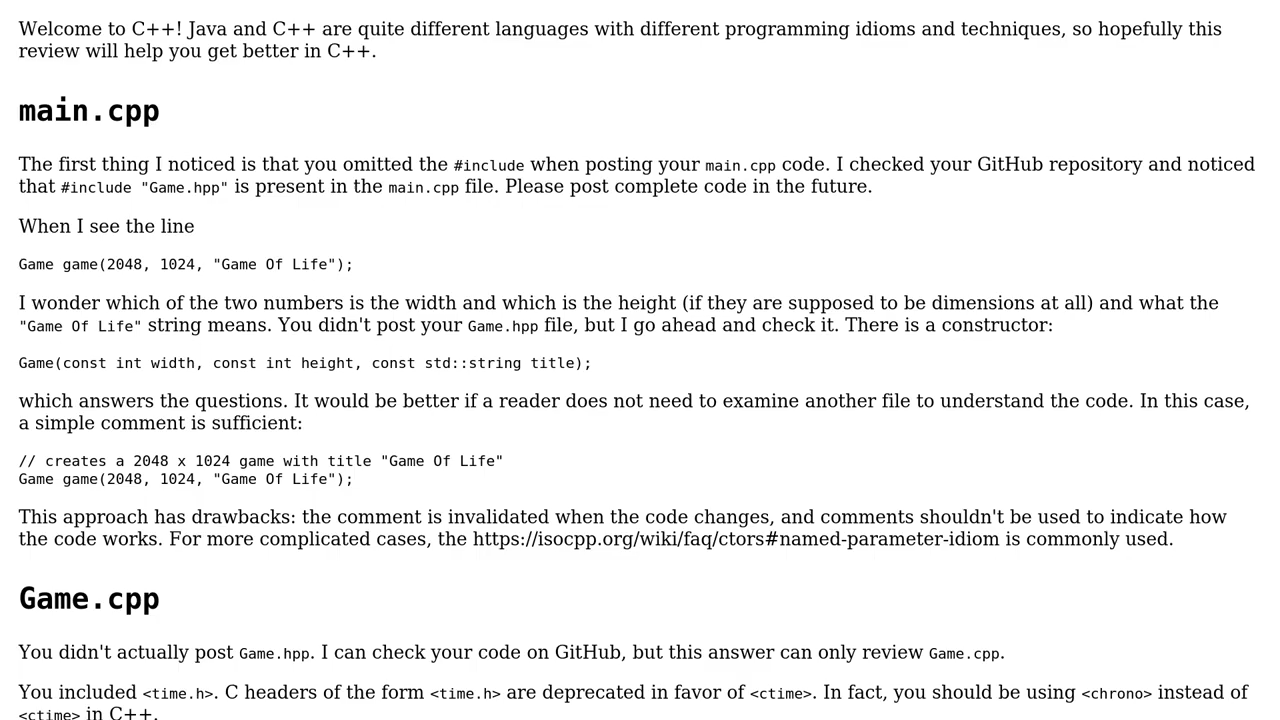 Welcome to C++! Java and C++ are quite different languages with different programming idioms and techniques, so hopefully this
review will help you get better in C++.
main.cpp
The first thing I noticed is that you omitted the #include when posting your main.cpp code. I checked your GitHub repository and noticed
that #include "Game.hpp" is present in the main.cpp file. Please post complete code in the future.
When I see the line
Game game(2048, 1024, "Game Of Life");
I wonder which of the two numbers is the width and which is the height (if they are supposed to be dimensions at all) and what the
"Game Of Life" string means. You didn't post your Game.hpp file, but I go ahead and check it. There is a constructor:
Game(const int width, const int height, const std::string title);
which answers the questions. It would be better if a reader does not need to examine another file to understand the code. In this case,
a simple comment is sufficient:
// creates a 2048 x 1024 game with title "Game Of Life"
Game game(2048, 1024, "Game Of Life");
This approach has drawbacks: the comment is invalidated when the code changes, and comments shouldn't be used to indicate how
the code works. For more complicated cases, the https://isocpp.org/wiki/faq/ctors#named-parameter-idiom is commonly used.
Game.cpp
You didn't actually post Game.hpp. I can check your code on GitHub, but this answer can only review Game.cpp.
You included <time.h>. C headers of the form <time.h> are deprecated in favor of <ctime>. In fact, you should be using <chrono> instead of
<ctime> in C++.